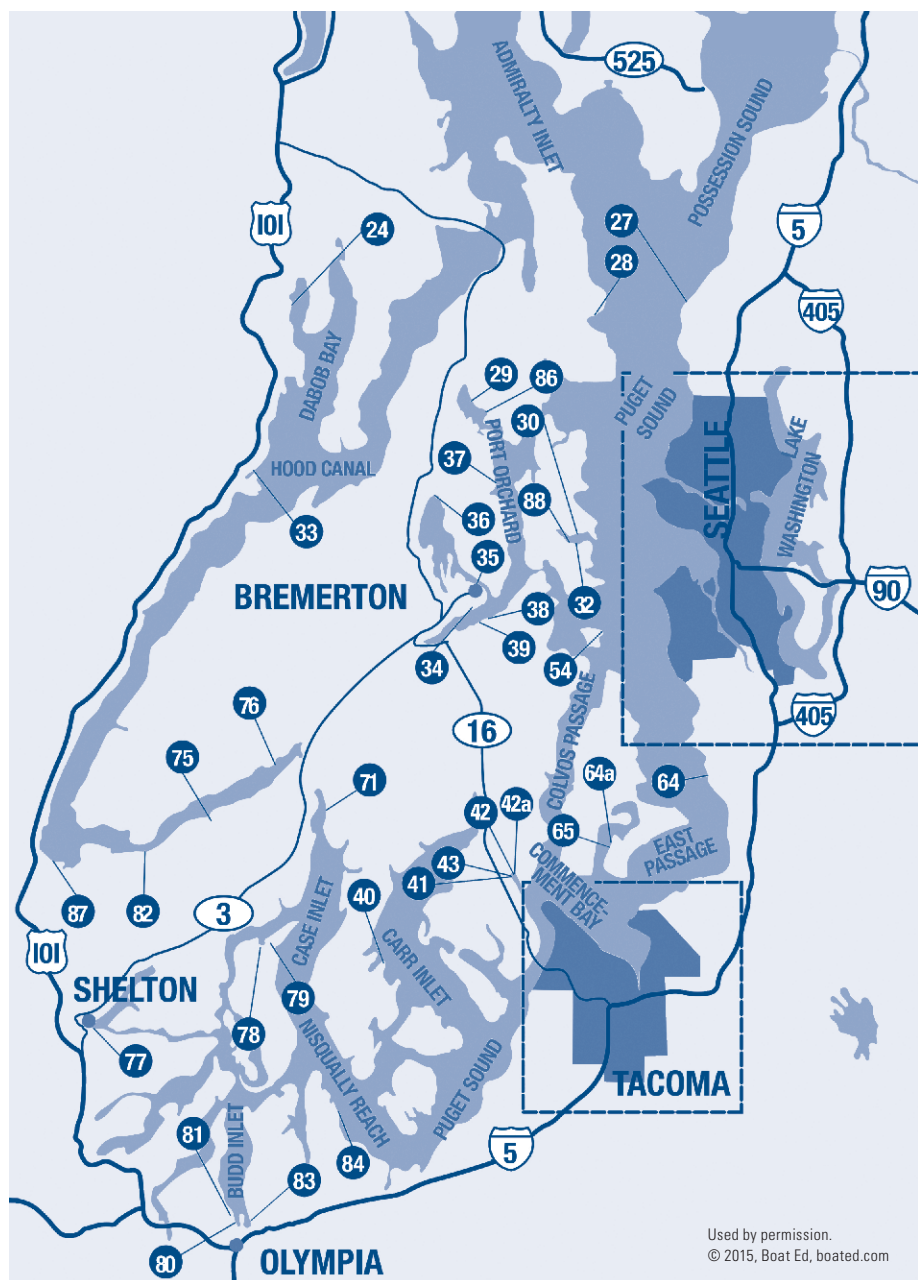 525
ADMIRALTY INLET
POSSESSION SOUND
101
24
27
5
28
405
DABOB BAY
29
86
30
PUGET
SOUND
PORT ORCHARD
37
HOOD CANAL
SEATTLE
LAKE
WASHINGTON
88
36
33
35
BREMERTON
90
32
38
39
34
54
76
16
COLVOS PASSAGE
405
75
64a
71
64
42
42a
65
EAST
PASSAGE
COMMENCE-
MENT BAY
43
41
40
87
82
3
CASE INLET
CARR INLET
101
SHELTON
79
78
77
NISQUALLY REACH
PUGET SOUND
TACOMA
81
BUDD INLET
84
5
83
80
OLYMPIA
Used by permission.
© 2015, Boat Ed, boated.com